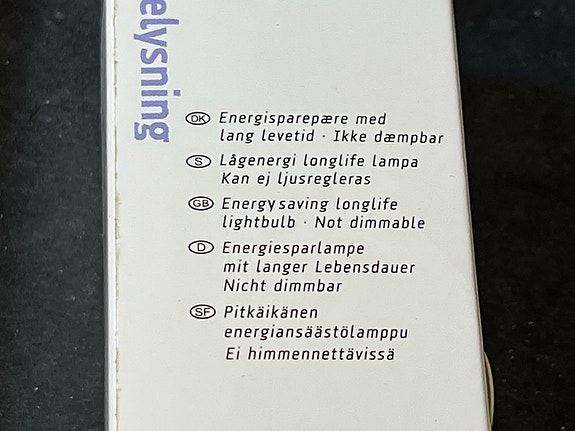 elysning
DK Energisparepære med
lang levetid · Ikke dæmpbar
S Lågenergi longlife lampa
Kan ej ljusregleras
GB Energy saving longlife
lightbulb · Not dimmable
D Energiesparlampe
mit langer Lebensdauer
Nicht dimmbar
SF Pitkäikänen
energiansäästölamppu
Ei himmennettävissä